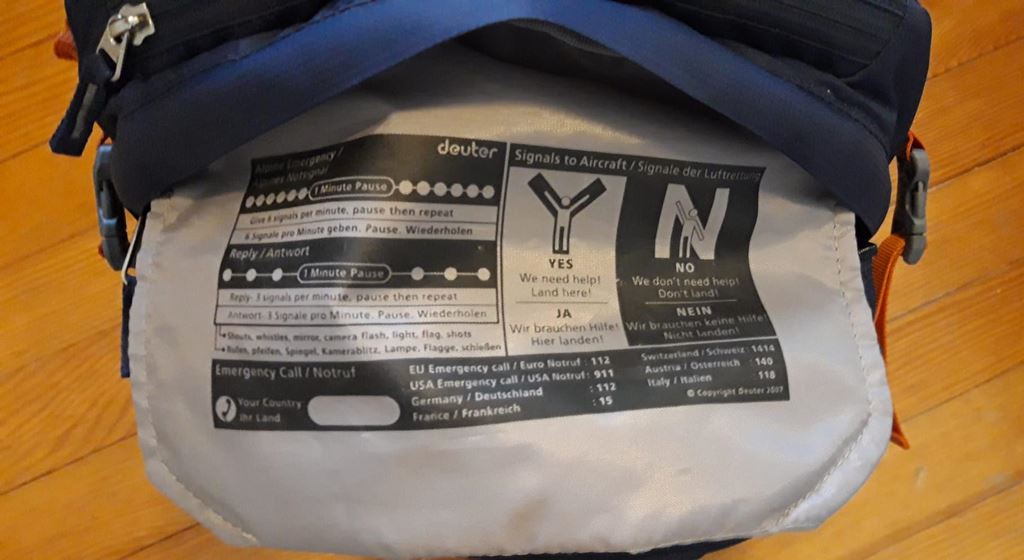 deuter
Alpine Emergency /
Alpines Notsignal
1 Minute Pause
Give 6 signals per minute, pause then repeat
6 Signale pro Minute geben. Pause. Wiederholen
Reply / Antwort
1 Minute Pause
Reply- 3 signals per minute, pause then repeat
Antwort- 3 Signale pro Minute. Pause. Wiederholen
Shouts, whistles, mirror, camera flash, light, flag, shots
Rufen, pfeifen, Spiegel, Kamerablitz, Lampe, Flagge, schießen
Signals to Aircraft / Signale der Luftrettung
Y
YES
We need help!
Land here!
JA
Wir brauchen Hilfe!
Hier landen!
N
NO
We don't need help!
Don't land!
NEIN
Wir brauchen keine Hilfe!
Nicht landen!
Emergency Call / Notruf
Your Country
Ihr Land
EU Emergency call / Euro Notruf : 112
USA Emergency call / USA Notruf : 911
Germany / Deutschland : 112
France / Frankreich : 15
Switzerland / Schweiz : 1414
Austria / Österreich : 140
Italy / Italien : 118
© Copyright Deuter 2007